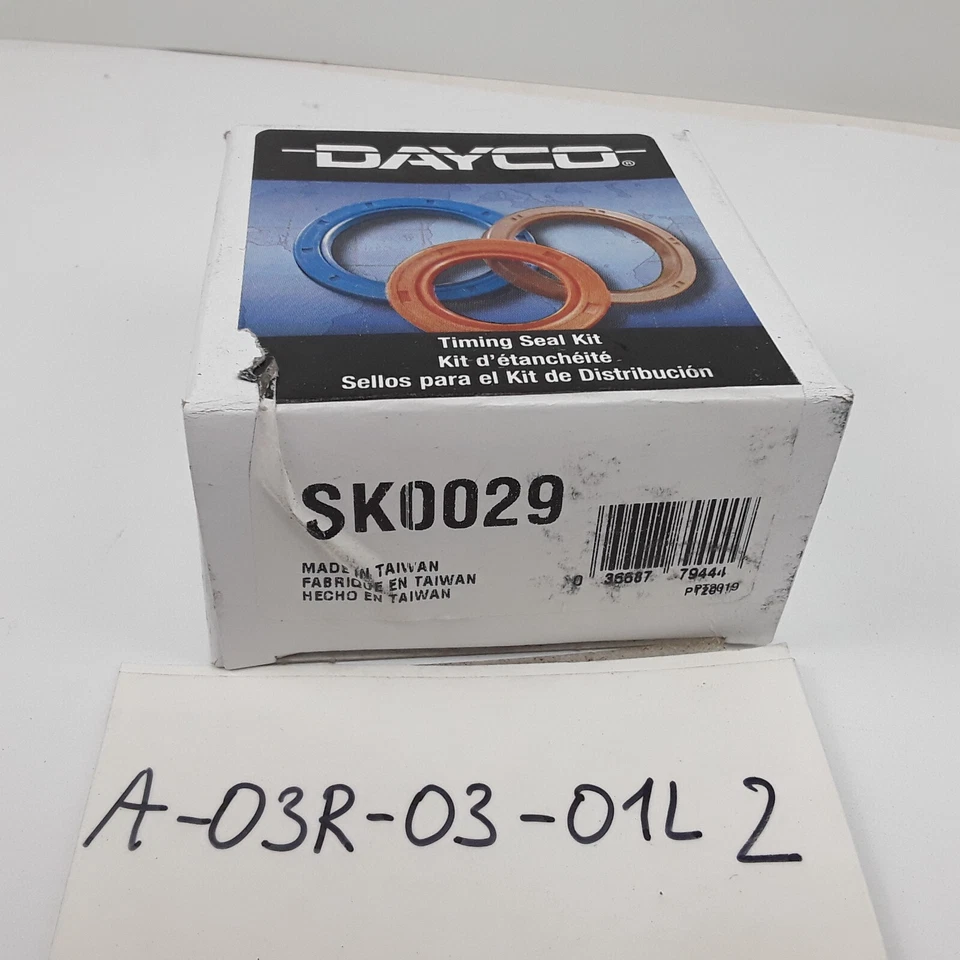 DAYCO®
Timing Seal Kit
Kit d'étanchéité
Sellos para el Kit de Distribución
SK0029
MADE IN TAIWAN
FABRIQUE EN TAIWAN
HECHO EN TAIWAN
0 36687 79444
A-03R-03-01L 2